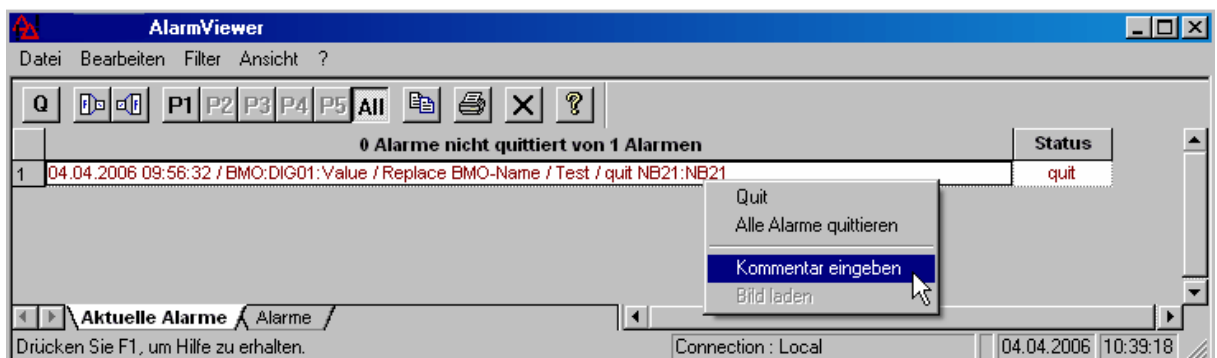 AlarmViewer
Datei Bearbeiten Filter Ansicht ?
Q F F P1 P2 P3 P4 P5 All ?
0 Alarme nicht quittiert von 1 Alarmen Status
1 04.04.2006 09:56:32 / BMO:DIG01:Value / Replace BMO-Name / Test / quit NB21:NB21 quit
Quit
Alle Alarme quittieren
Kommentar eingeben
Bild laden
Aktuelle Alarme Alarme
Drücken Sie F1, um Hilfe zu erhalten. Connection : Local 04.04.2006 10:39:18